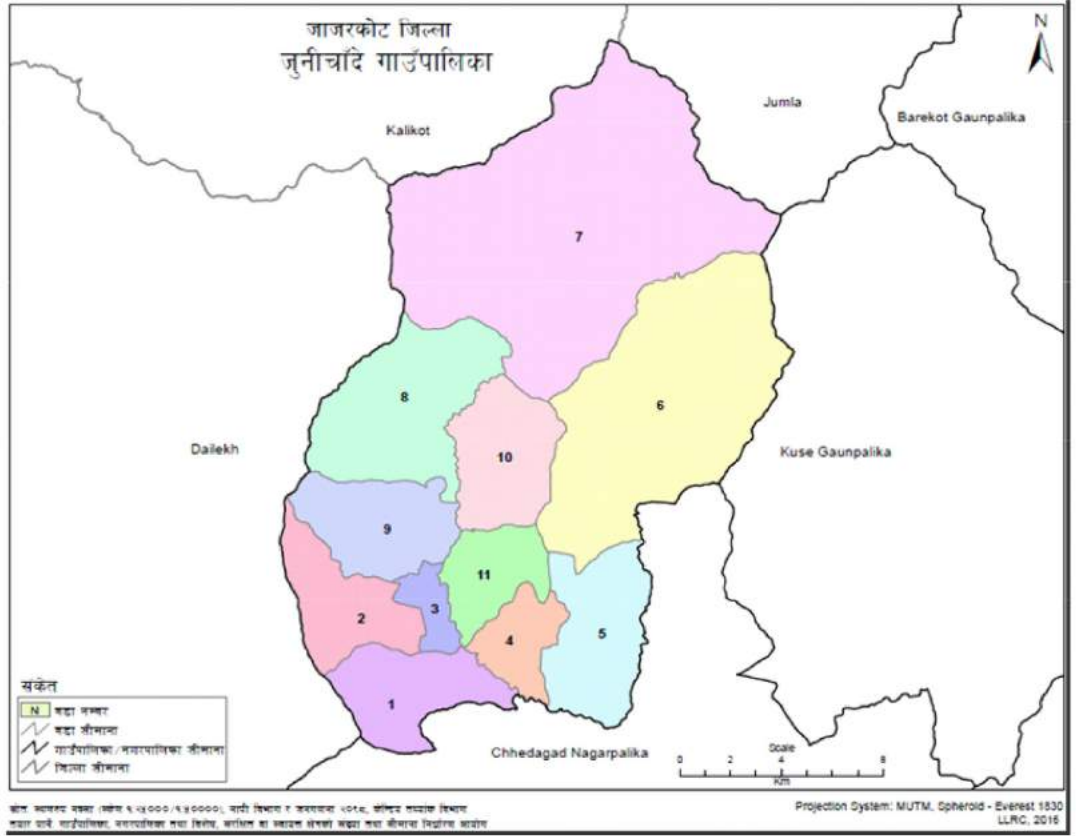 जाजरकोट जिल्ला
जुनीचाँदे गाउँपालिका
N
Jumla
Barekot Gaunpalika
Kalikot
7
8
6
Dailekh
10
Kuse Gaunpalika
9
11
3
2
4
5
1
संकेत
N वडा नम्बर
वडा सीमाना
गाउँपालिका/नगरपालिका सीमाना
जिल्ला सीमाना
Chhedagad Nagarpalika
Scale
0 2 4 8
Km
Projection System: MUTM, Spheroid - Everest 1830
LLRC, 2016